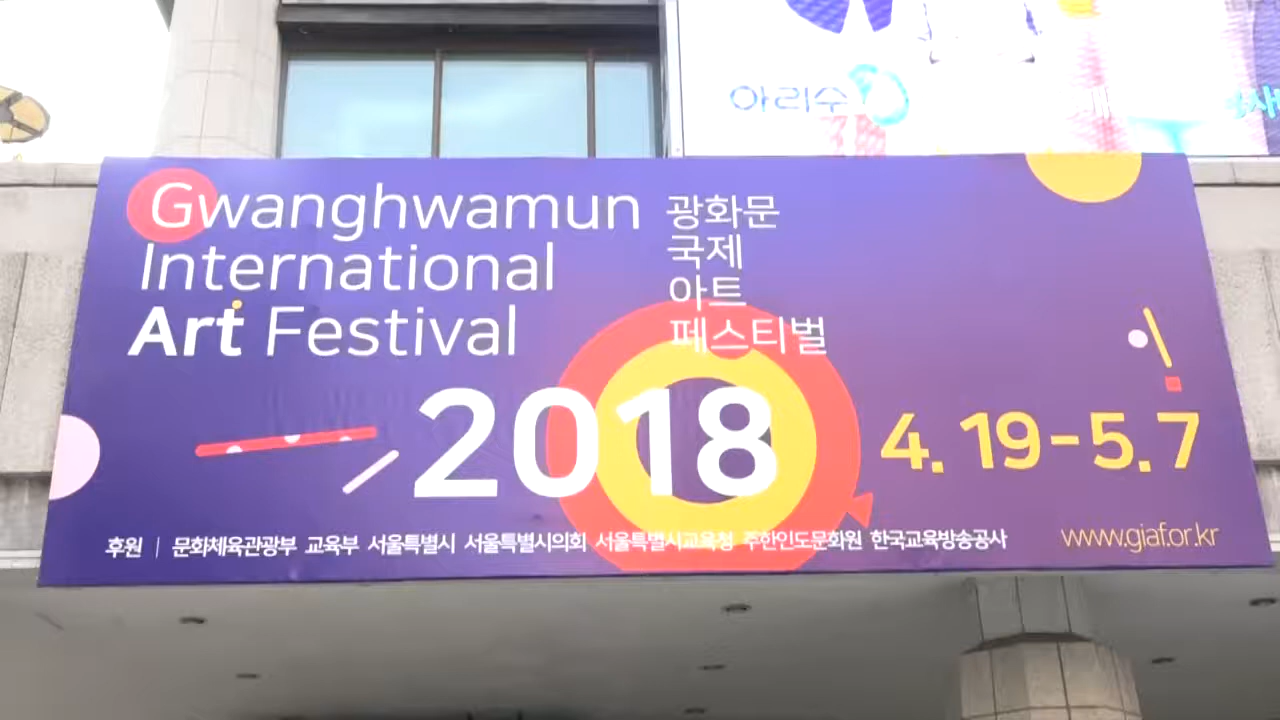 아리수
Gwanghwamun
International
Art Festival
광화문
국제
아트
페스티벌
2018
4. 19-5. 7
후원 | 문화체육관광부 교육부 서울특별시 서울특별시의회 서울특별시교육청 주한인도문화원 한국교육방송공사
www.giaf.or.kr